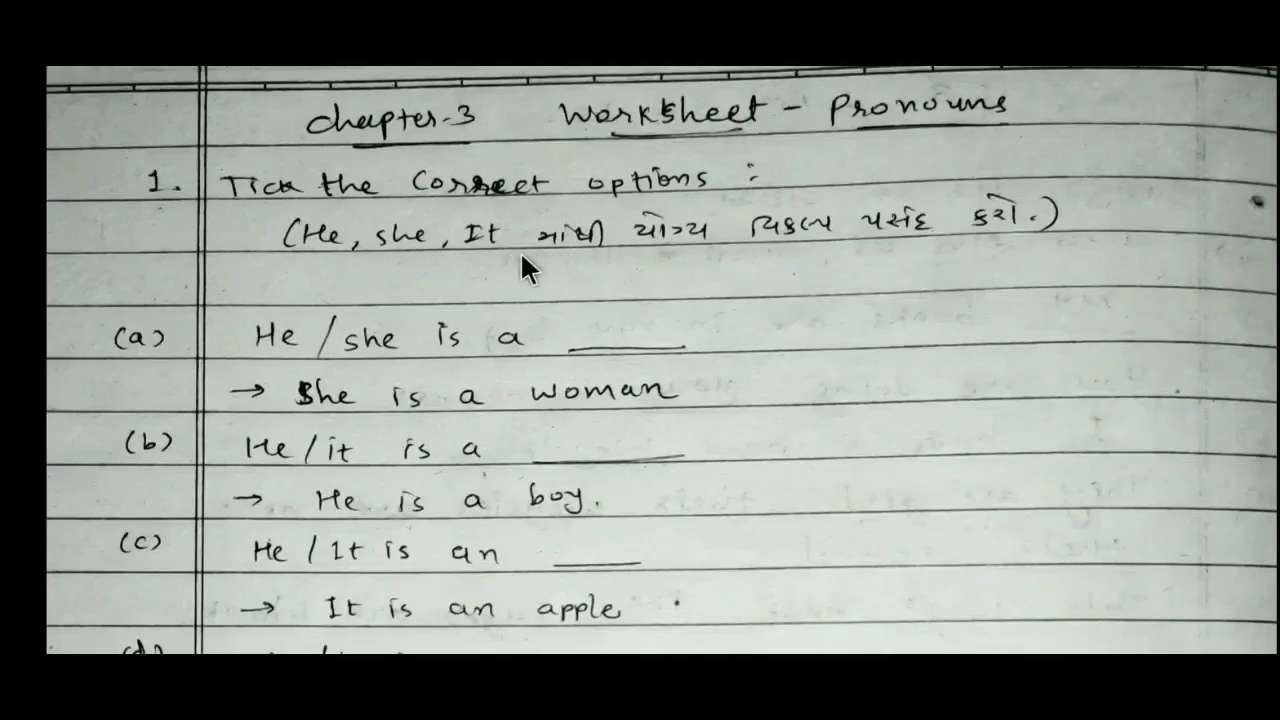 Chapter-3 Worksheet - Pronouns
1. Tick the Correct options :
(He, she, It માંથી યોગ્ય વિકલ્પ પસંદ કરો.)
(a) He / she is a ______
→ She is a woman
(b) He / it is a ______
→ He is a boy.
(c) He / It is an ______
→ It is an apple .
(d)